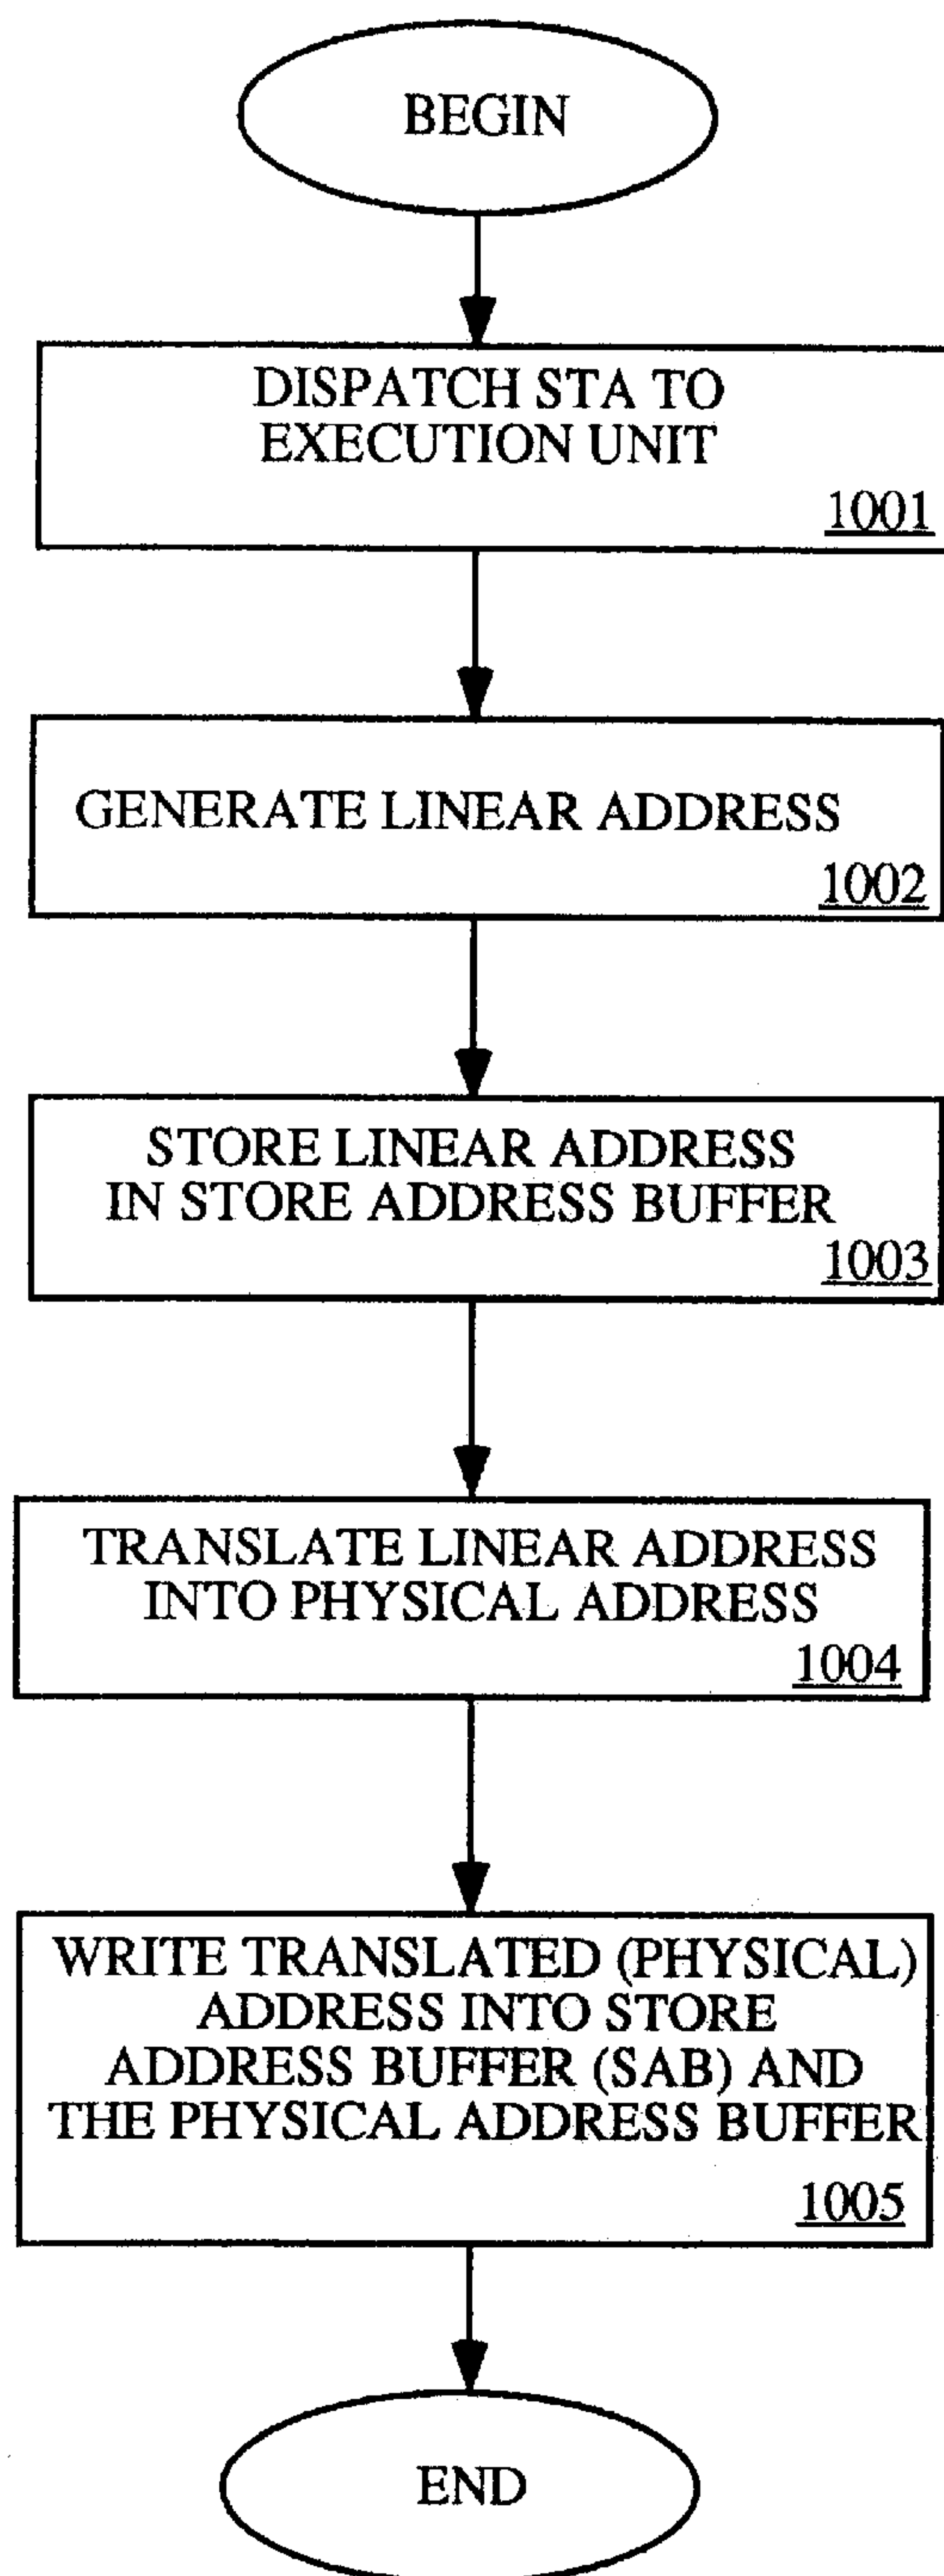 BEGIN
DISPATCH STA TO
EXECUTION UNIT
1001
GENERATE LINEAR ADDRESS
1002
STORE LINEAR ADDRESS
IN STORE ADDRESS BUFFER
1003
TRANSLATE LINEAR ADDRESS
INTO PHYSICAL ADDRESS
1004
WRITE TRANSLATED (PHYSICAL)
ADDRESS INTO STORE
ADDRESS BUFFER (SAB) AND
THE PHYSICAL ADDRESS BUFFER
1005
END